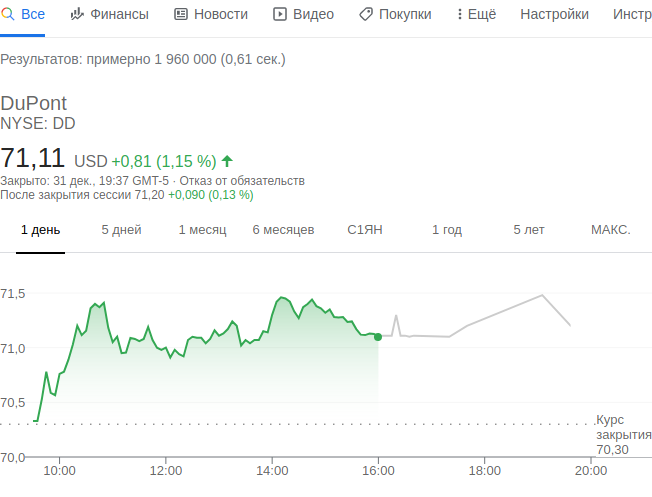 Все Финансы Новости Видео Покупки Ещё Настройки Инстр
Результатов: примерно 1 960 000 (0,61 сек.)
DuPont
NYSE: DD
71,11 USD +0,81 (1,15 %)
Закрыто: 31 дек., 19:37 GMT-5 · Отказ от обязательств
После закрытия сессии 71,20 +0,090 (0,13 %)
1 день 5 дней 1 месяц 6 месяцев С1ЯН 1 год 5 лет МАКС.
71,5
71,0
70,5
Курс
закрытия
70,30
70,0
10:00 12:00 14:00 16:00 18:00 20:00